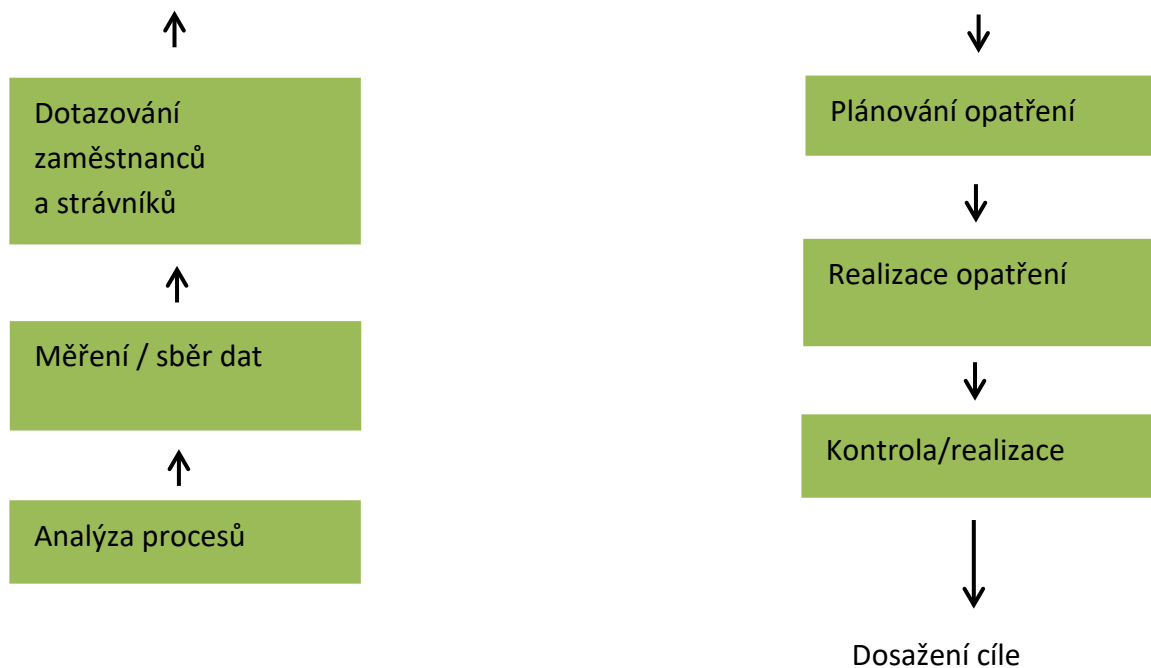 Dotazování
zaměstnanců
a strávníků
Měření / sběr dat
Analýza procesů
Plánování opatření
Realizace opatření
Kontrola/realizace
Dosažení cíle